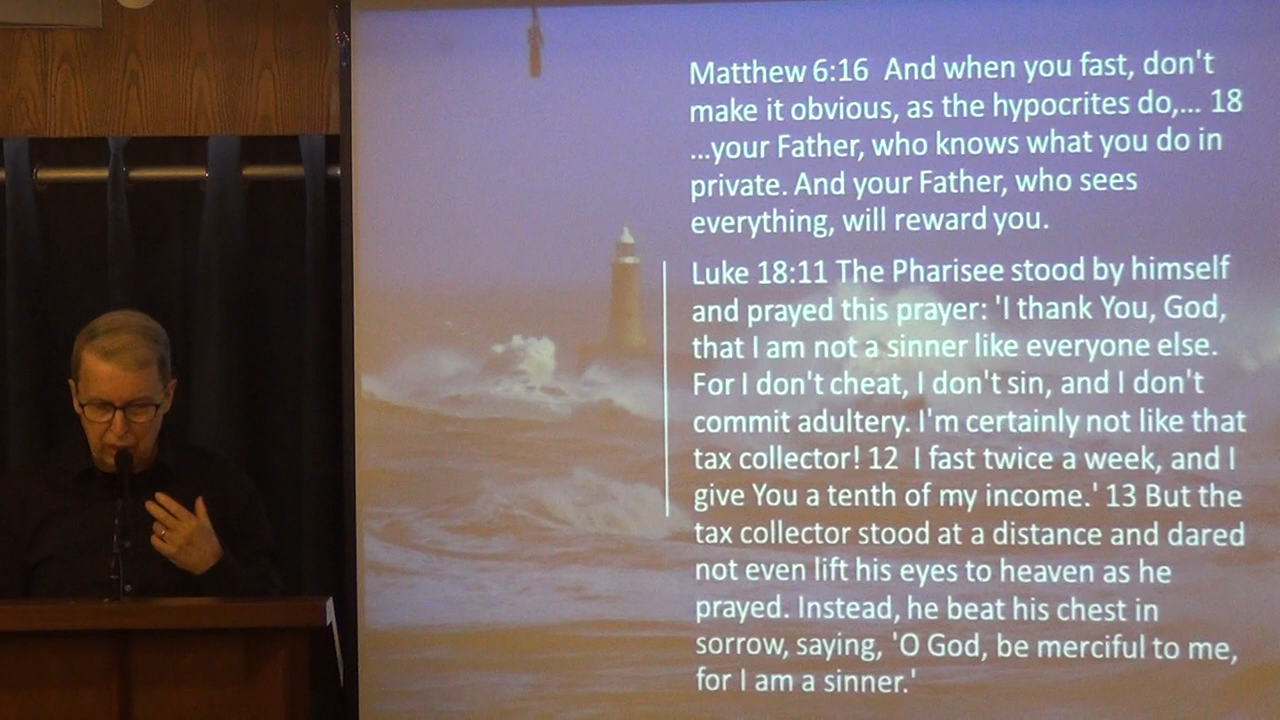 Matthew 6:16 And when you fast, don't
make it obvious, as the hypocrites do,... 18
...your Father, who knows what you do in
private. And your Father, who sees
everything, will reward you.
Luke 18:11 The Pharisee stood by himself
and prayed this prayer: 'I thank You, God,
that I am not a sinner like everyone else.
For I don't cheat, I don't sin, and I don't
commit adultery. I'm certainly not like that
tax collector! 12 I fast twice a week, and I
give You a tenth of my income.' 13 But the
tax collector stood at a distance and dared
not even lift his eyes to heaven as he
prayed. Instead, he beat his chest in
sorrow, saying, 'O God, be merciful to me,
for I am a sinner.'